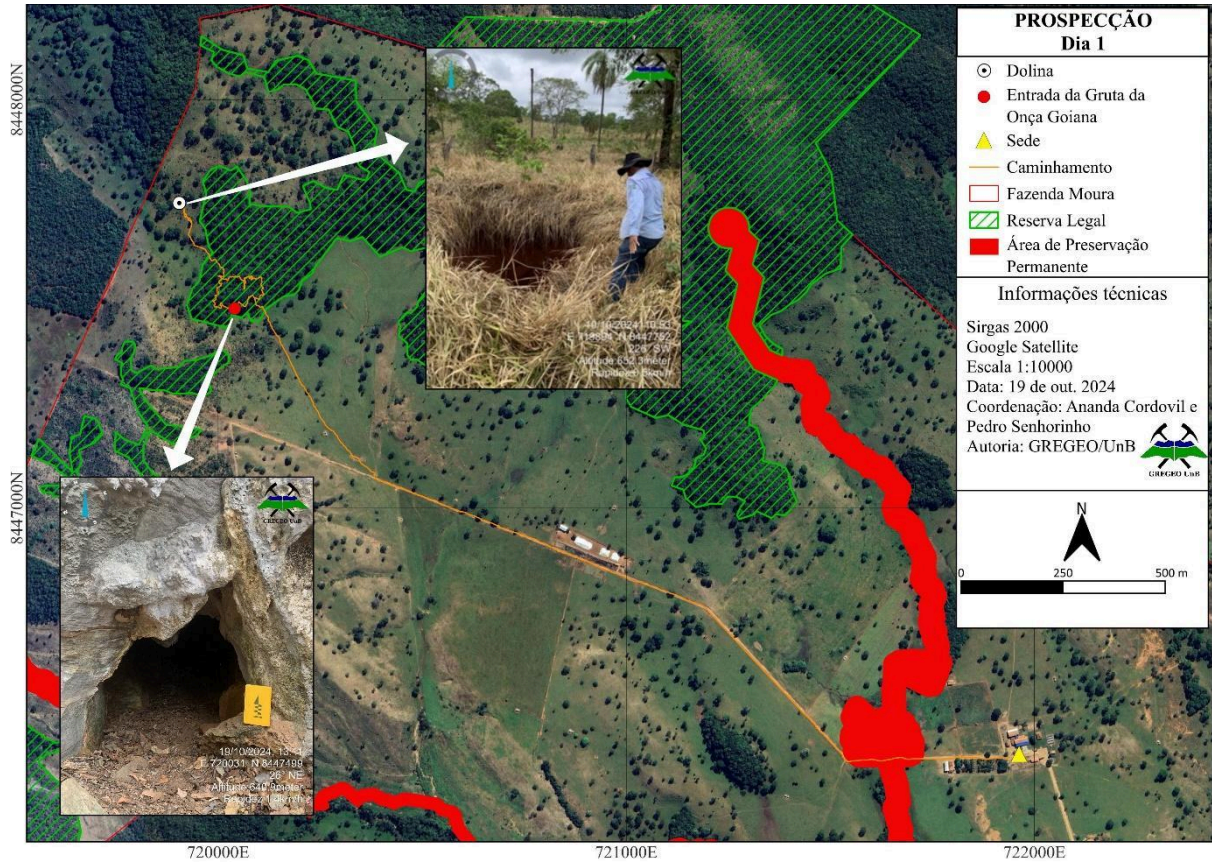 PROSPECÇÃO
Dia 1
Dolina
Entrada da Gruta da
Onça Goiana
Sede
Caminhamento
Fazenda Moura
Reserva Legal
Área de Preservação
Permanente
Informações técnicas
Sirgas 2000
Google Satellite
Escala 1:10000
Data: 19 de out. 2024
Coordenação: Ananda Cordovil e
Pedro Senhorinho
Autoria: GREGEO/UnB
GREGEO UnB
N
0 250 500 m
8448000N
8447000N
GREGEO UnB
19/10/2024, 13:41
E 720031 N 8447499
26° NE
720000E
721000E
722000E